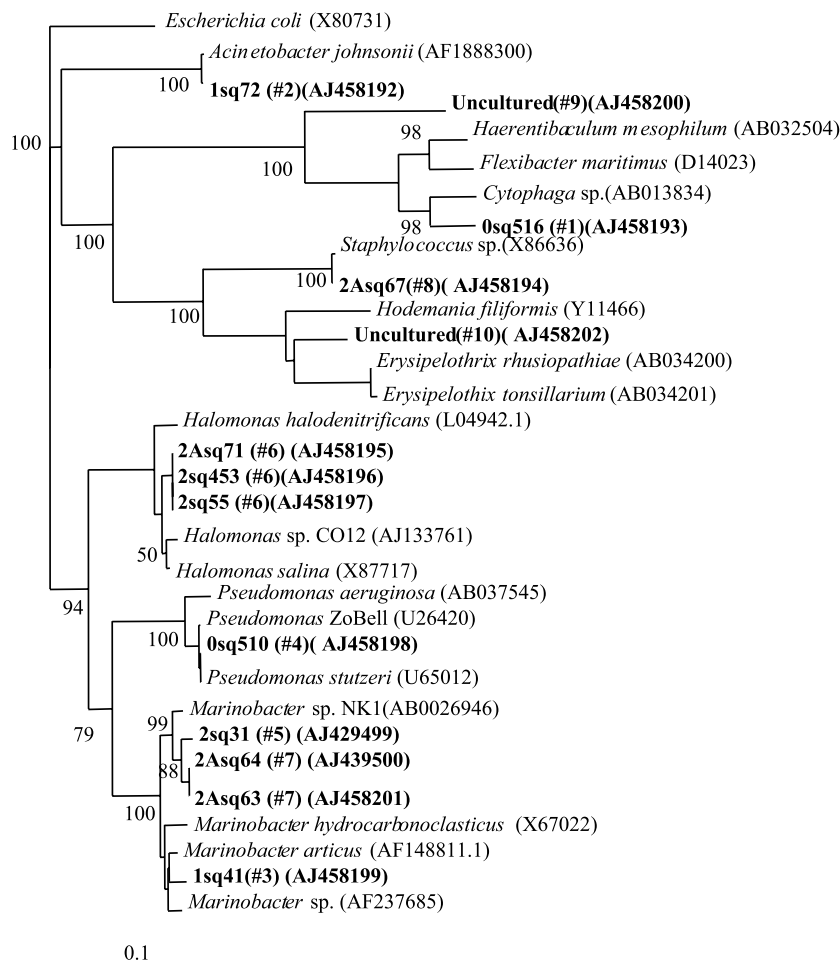 Escherichia coli (X80731)
Acinetobacter johnsonii (AF1888300)
100
1sq72 (#2)(AJ458192)
Uncultured(#9)(AJ458200)
98
Haerentibaculum mesophilum (AB032504)
100
100
Flexibacter maritimus (D14023)
Cytophaga sp.(AB013834)
98
0sq516 (#1)(AJ458193)
100
Staphylococcus sp.(X86636)
100
2Asq67(#8)( AJ458194)
100
Hodemania filiformis (Y11466)
Uncultured(#10)( AJ458202)
Erysipelothrix rhusiopathiae (AB034200)
Erysipelothix tonsillarium (AB034201)
Halomonas halodenitrificans (L04942.1)
2Asq71 (#6) (AJ458195)
2sq453 (#6)(AJ458196)
2sq55 (#6)(AJ458197)
Halomonas sp. CO12 (AJ133761)
50
Halomonas salina (X87717)
94
Pseudomonas aeruginosa (AB037545)
Pseudomonas ZoBell (U26420)
100
0sq510 (#4)( AJ458198)
Pseudomonas stutzeri (U65012)
Marinobacter sp. NK1(AB0026946)
99
79
2sq31 (#5) (AJ429499)
2Asq64 (#7) (AJ439500)
88
2Asq63 (#7) (AJ458201)
100
Marinobacter hydrocarbonoclasticus (X67022)
Marinobacter articus (AF148811.1)
1sq41(#3) (AJ458199)
Marinobacter sp. (AF237685)
0.1